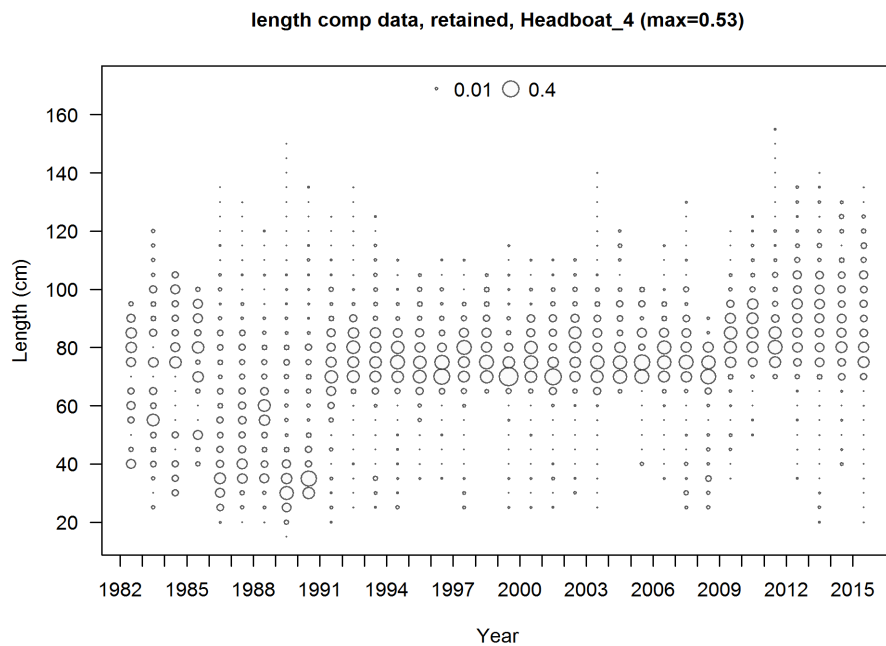 length comp data, retained, Headboat_4 (max=0.53)
0.01 0.4
160
140
120
100
80
60
40
20
Length (cm)
1982 1985 1988 1991 1994 1997 2000 2003 2006 2009 2012 2015
Year